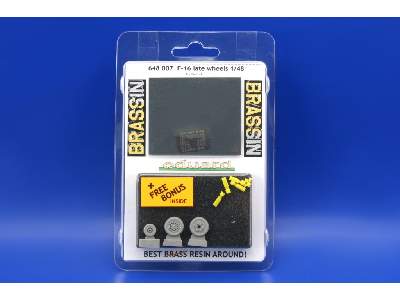 648 007 F-16 late wheels 1/48
BRASSIN
BRASSIN
eduard
+ FREE
BONUS
INSIDE
BEST BRASS RESIN AROUND!